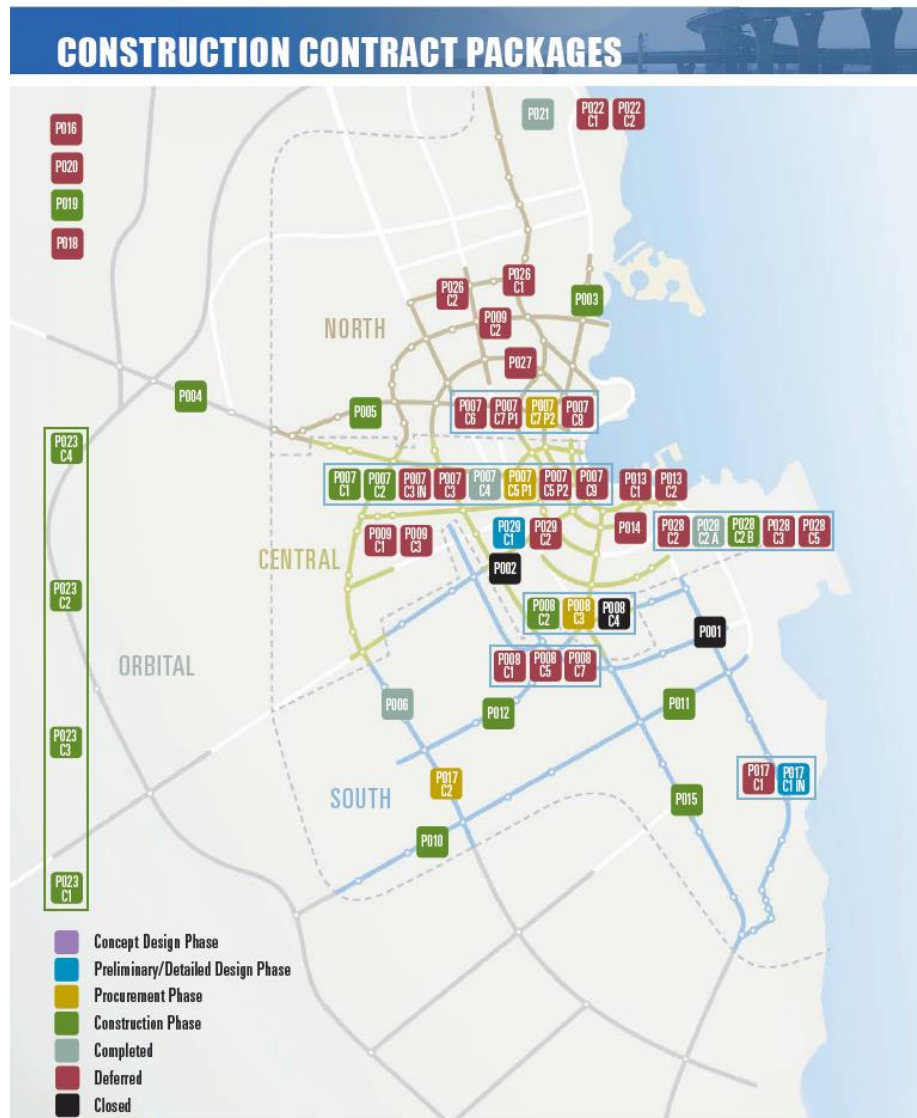 CONSTRUCTION CONTRACT PACKAGES
P016
P020
P019
P018
P021
P022
C1
P022
C2
P026
C2
P026
C1
P003
NORTH
P009
C2
P027
P004
P005
P007
C6
P007
C7 P1
P007
C7 P2
P007
C8
P023
C4
P007
C1
P007
C2
P007
C3 IN
P007
C3
P007
C4
P007
C5 P1
P007
C5 P2
P007
C9
P013
C1
P013
C2
P009
C1
P009
C3
P029
C1
P029
C2
P014
P028
C2
P028
C2 A
P028
C2 B
P028
C3
P028
C5
CENTRAL
P002
P023
C2
P008
C2
P008
C3
P008
C4
P001
ORBITAL
P008
C1
P008
C5
P008
C7
P006
P012
P011
P023
C3
SOUTH
P017
C2
P015
P017
C1
P017
C1 IN
P010
P023
C1
Concept Design Phase
Preliminary/Detailed Design Phase
Procurement Phase
Construction Phase
Completed
Deferred
Closed